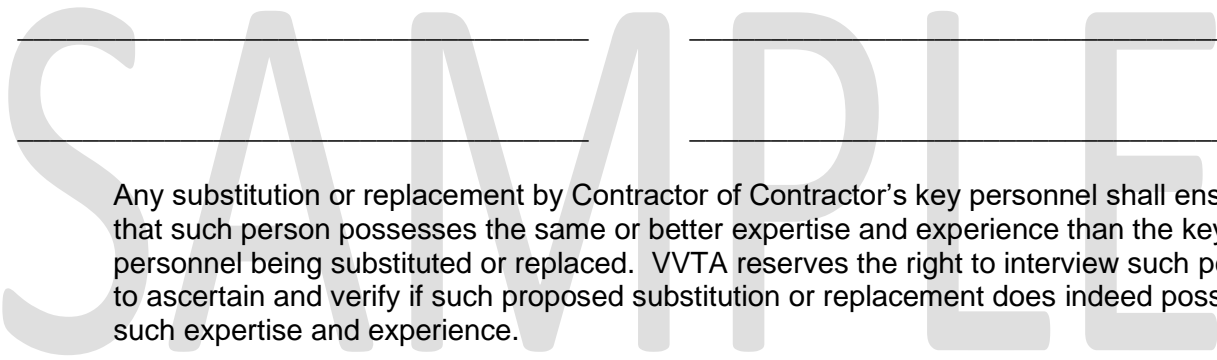 SAMPLE
Any substitution or replacement by Contractor of Contractor's key personnel shall ens
that such person possesses the same or better expertise and experience than the key
personnel being substituted or replaced. VVTA reserves the right to interview such pe
to ascertain and verify if such proposed substitution or replacement does indeed poss
such expertise and experience.